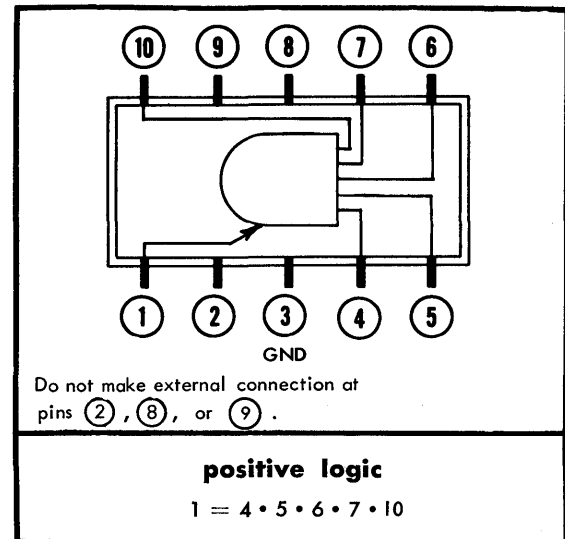 10 9 8 7 6
1 2 3 4 5
GND
Do not make external connection at
pins 2 , 8 , or 9 .
positive logic
1 = 4 • 5 • 6 • 7 • 10